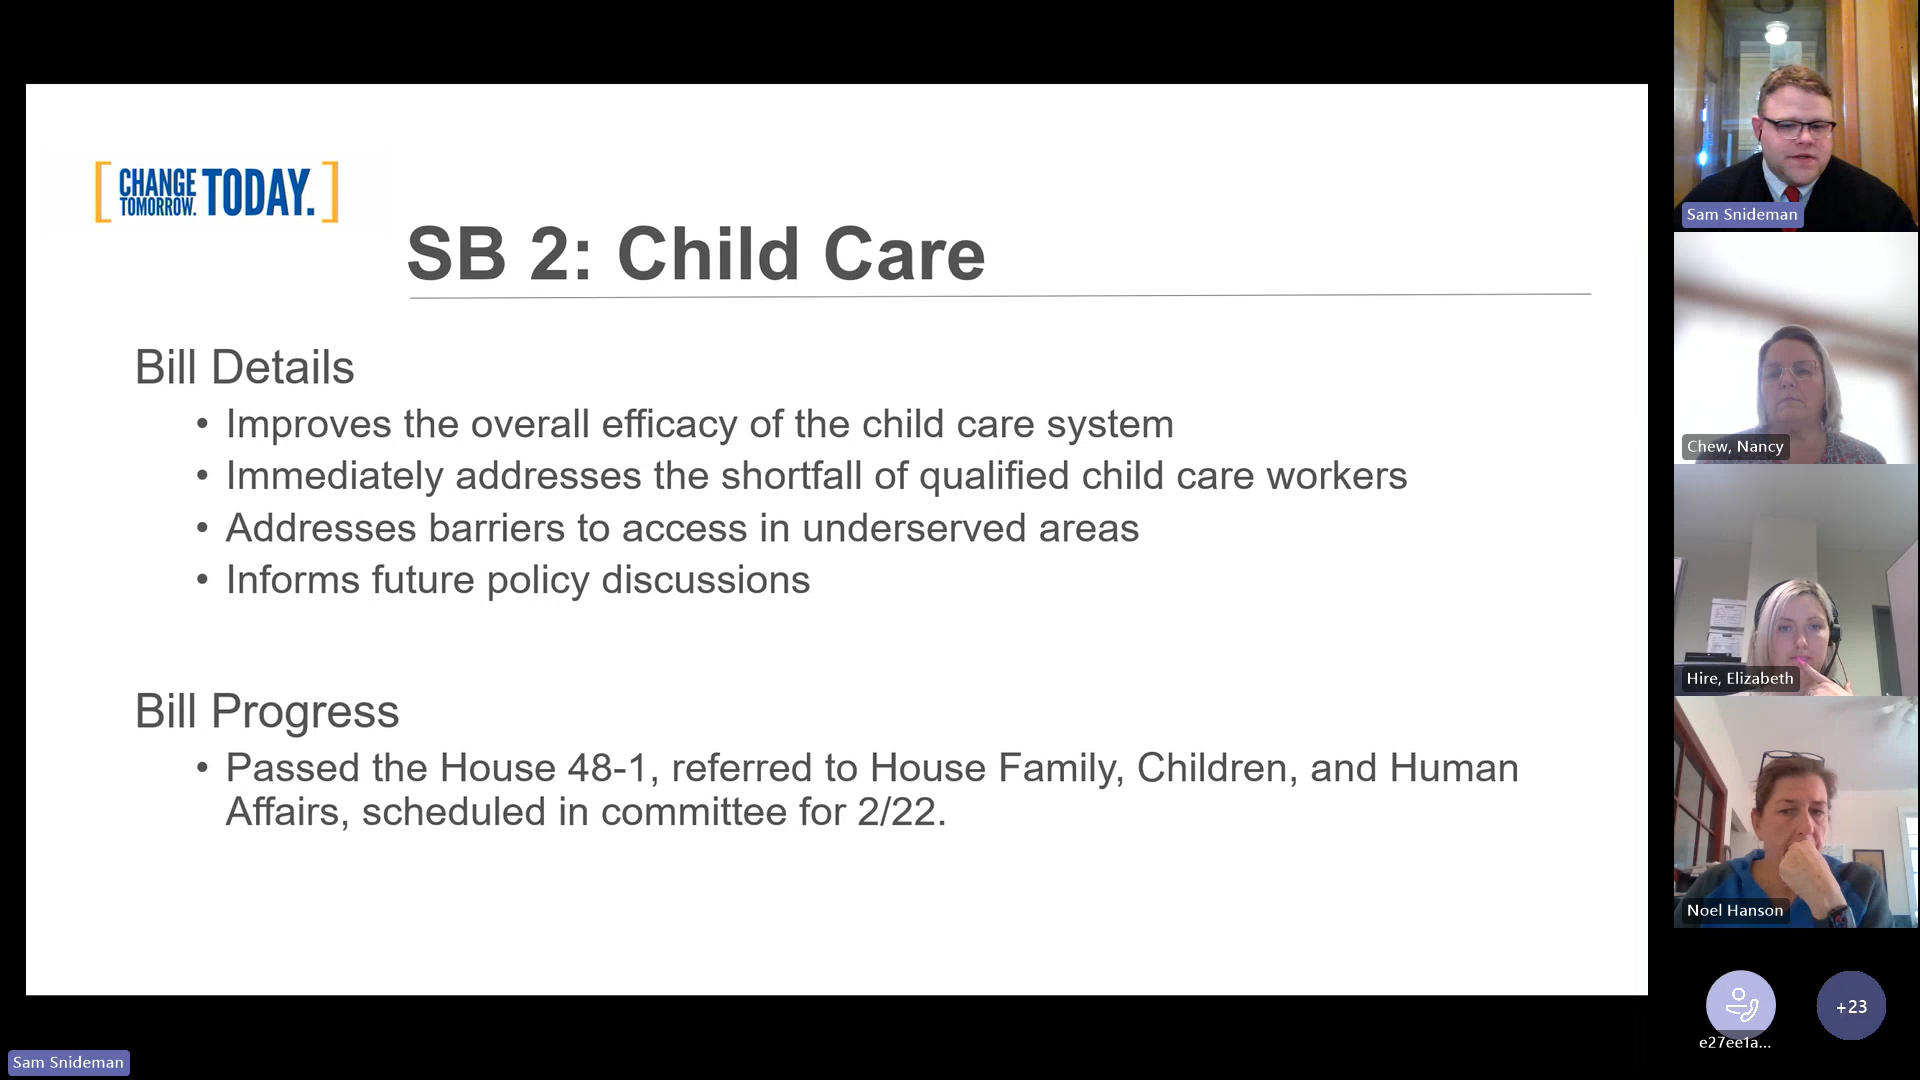 CHANGE
TOMORROW. TODAY.
SB 2: Child Care
Bill Details
• Improves the overall efficacy of the child care system
• Immediately addresses the shortfall of qualified child care workers
• Addresses barriers to access in underserved areas
• Informs future policy discussions
Bill Progress
• Passed the House 48-1, referred to House Family, Children, and Human
Affairs, scheduled in committee for 2/22.
Sam Snideman
Sam Snideman
Chew, Nancy
Hire, Elizabeth
Noel Hanson
e27ee1a...
+23